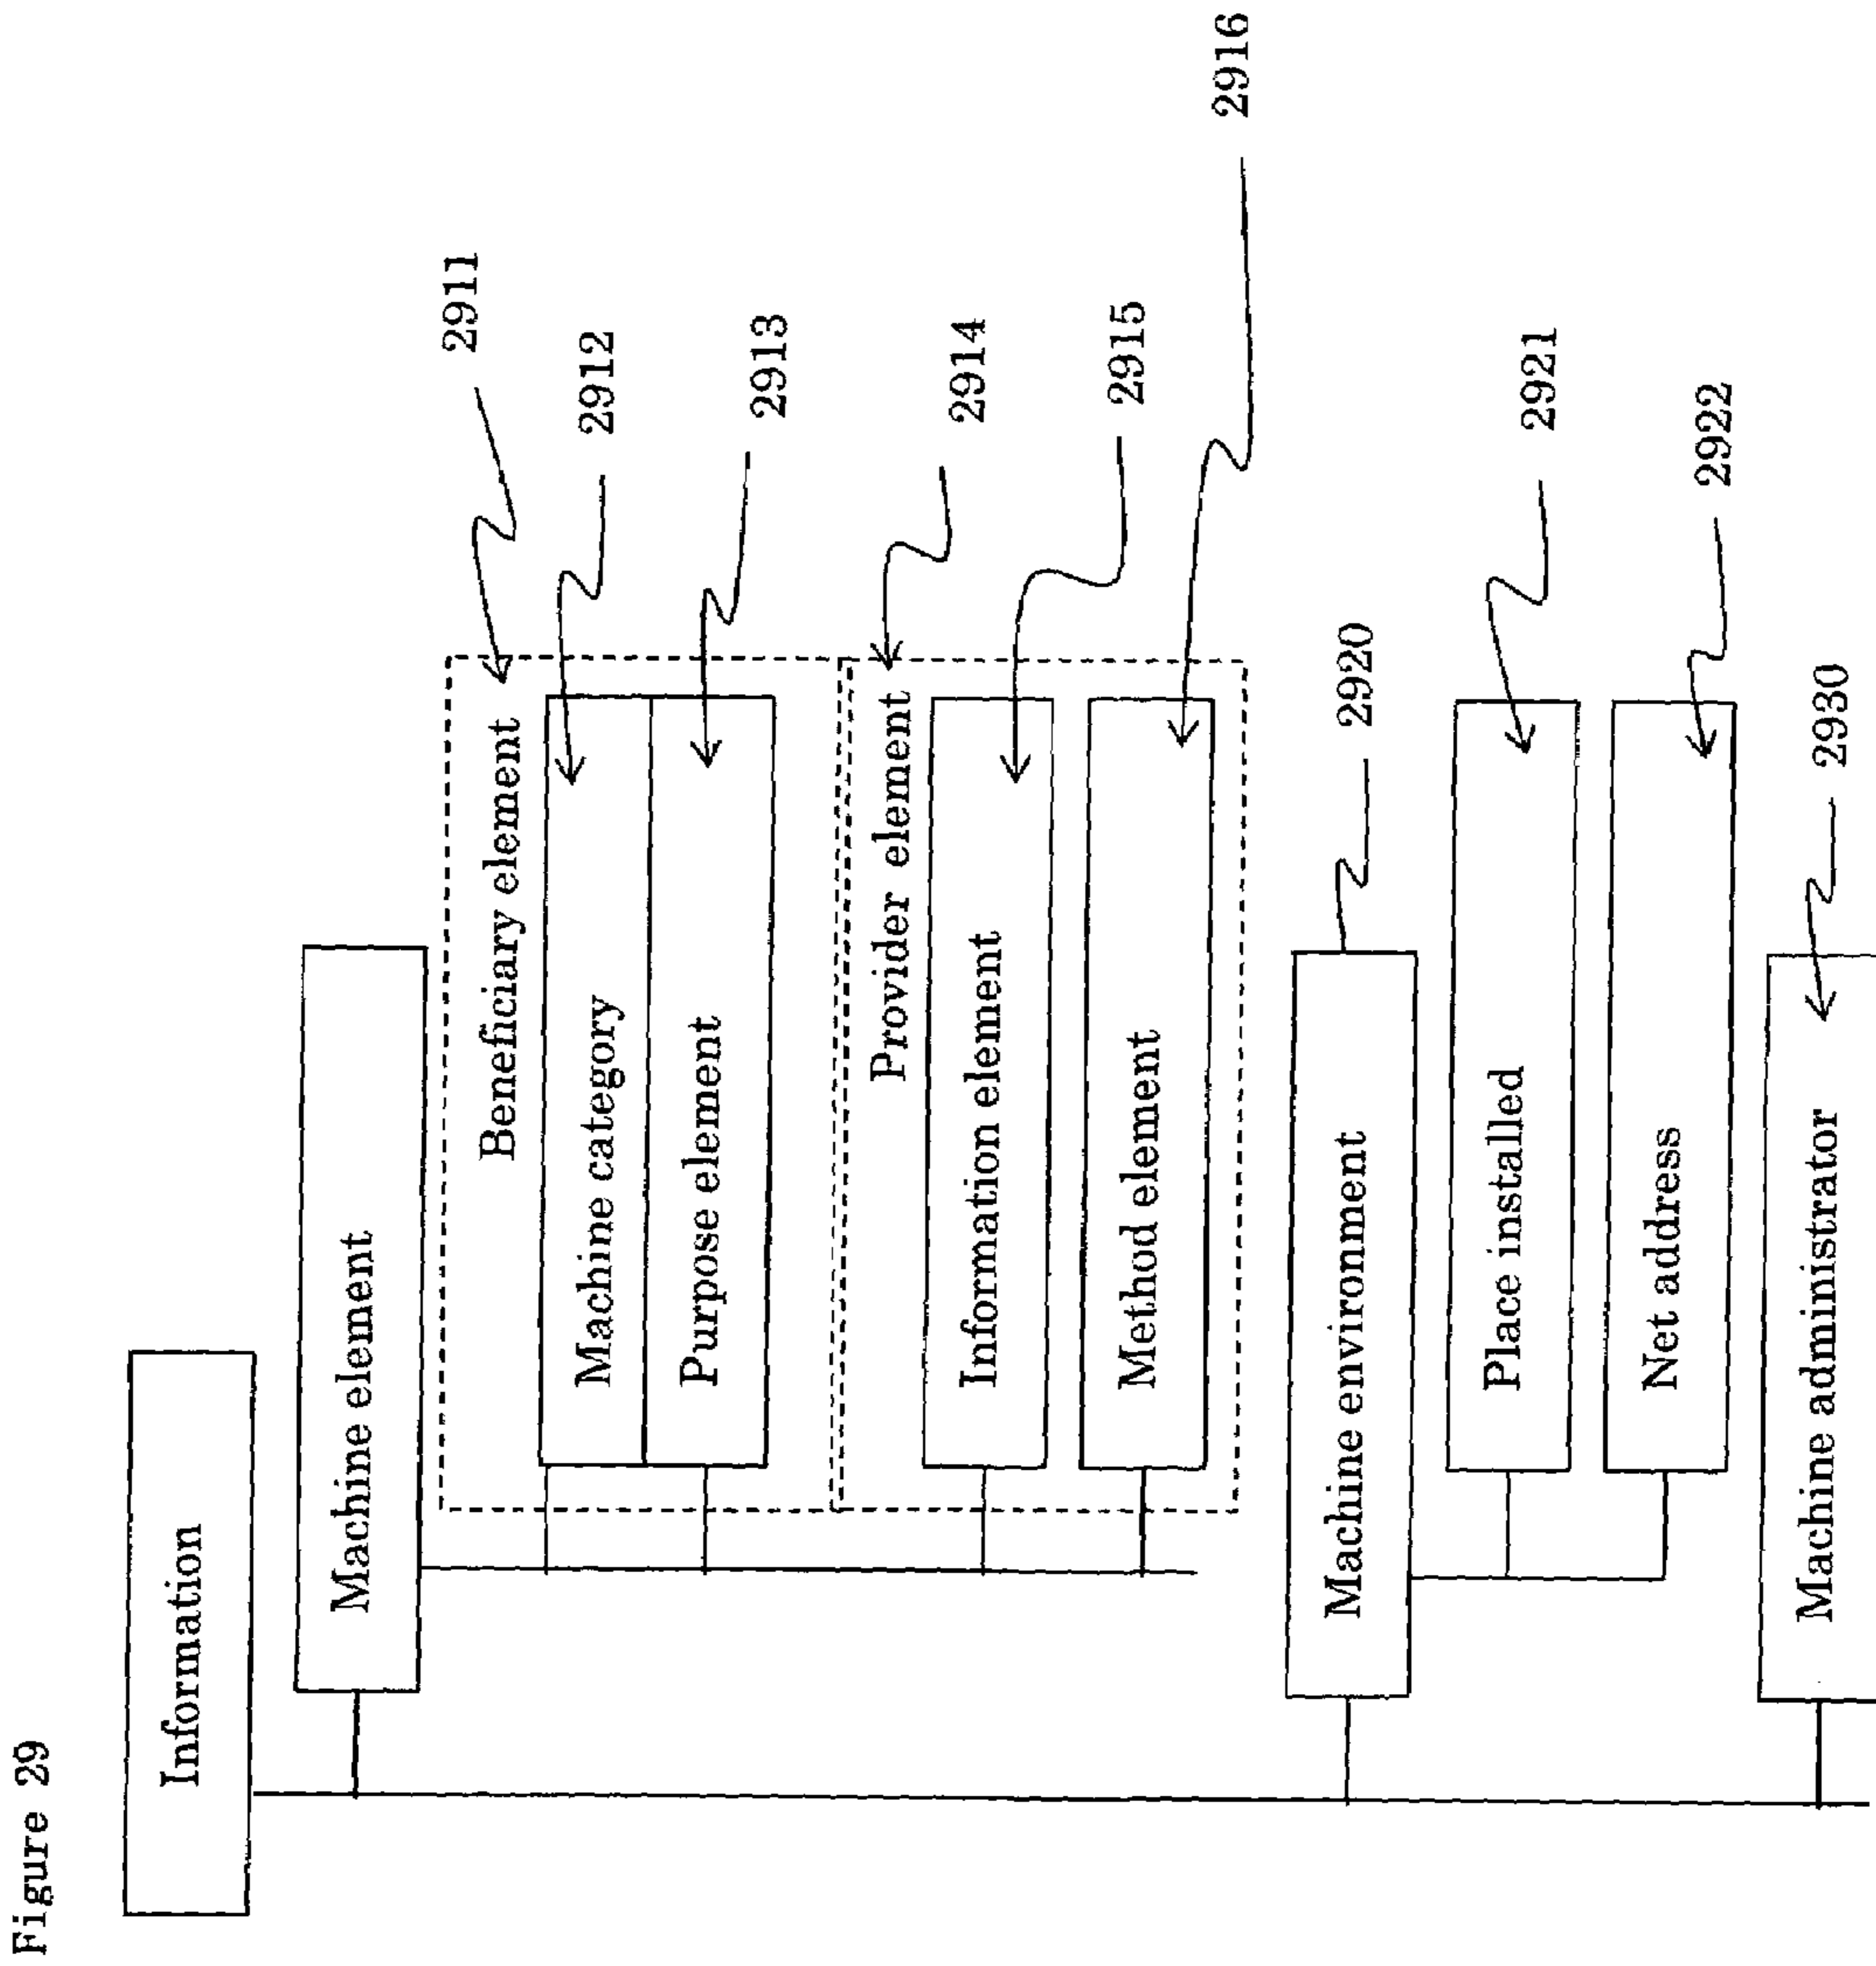 Figure 29
Information
Machine element
Beneficiary element
2911
Machine category
2912
Purpose element
2913
Provider element
2914
Information element
2915
Method element
2916
Machine environment
2920
Place installed
2921
Net address
2922
Machine administrator
2930